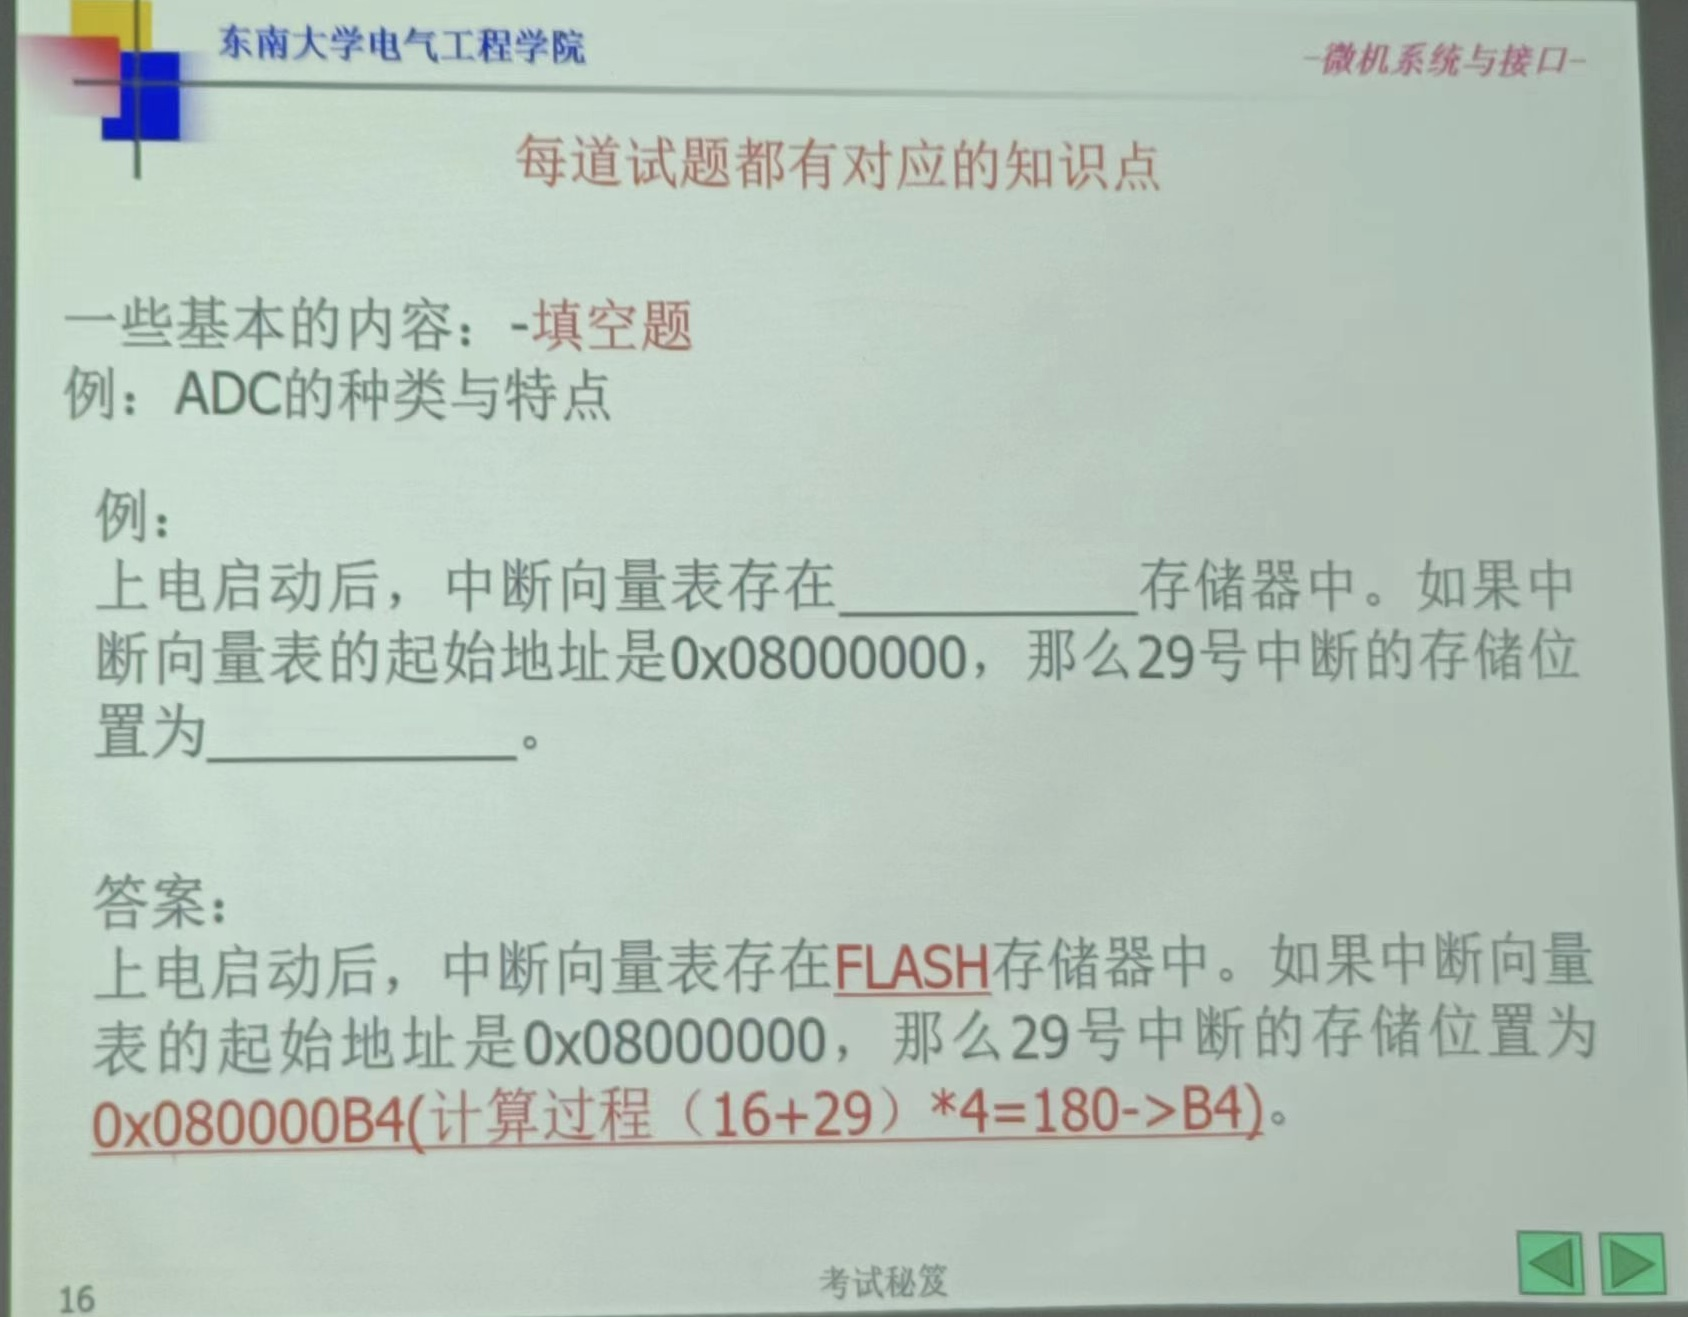 东南大学电气工程学院
-微机系统与接口-
每道试题都有对应的知识点
一些基本的内容：-填空题
例：ADC的种类与特点
例：
上电启动后，中断向量表存在__________存储器中。如果中
断向量表的起始地址是0x08000000，那么29号中断的存储位
置为__________。
答案：
上电启动后，中断向量表存在FLASH存储器中。如果中断向量
表的起始地址是0x08000000，那么29号中断的存储位置为
0x080000B4(计算过程（16+29）*4=180->B4)。
16
考试秘笈